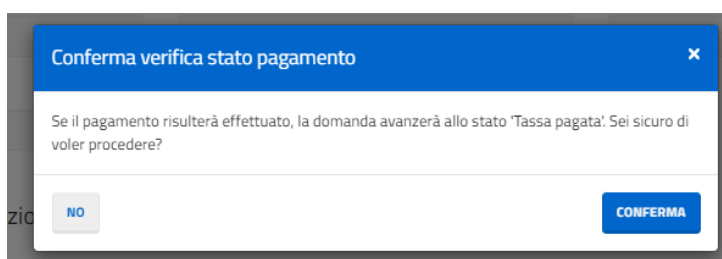 Conferma verifica stato pagamento ×
Se il pagamento risulterà effettuato, la domanda avanzerà allo stato 'Tassa pagata'. Sei sicuro di
voler procedere?
zio
NO CONFERMA